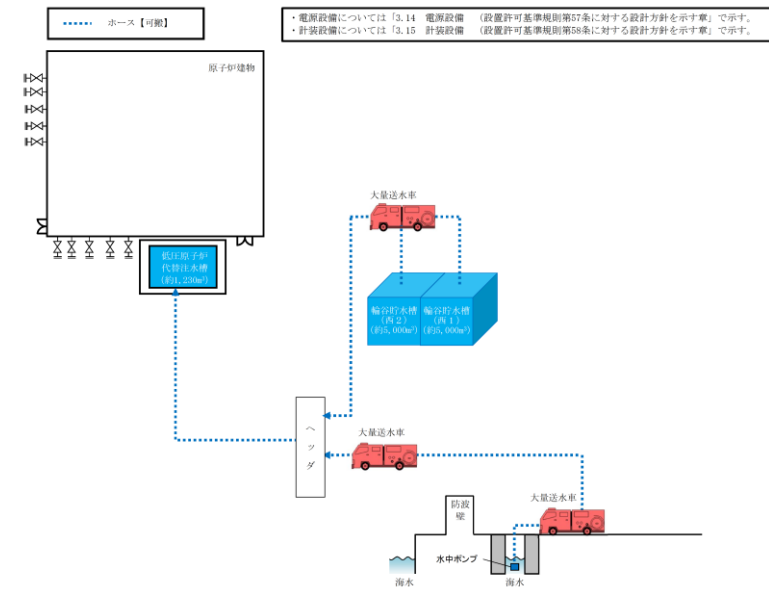 ホース【可搬】
・電源設備については「3.14 電源設備 （設置許可基準規則第57条に対する設計方針を示す章」で示す。
・計装設備については「3.15 計装設備 （設置許可基準規則第58条に対する設計方針を示す章」で示す。
原子炉建物
大量送水車
低圧原子炉
代替注水槽
(約1,230m³)
輪谷貯水槽
(西2)
(約5,000m³)
輪谷貯水槽
(西1)
(約5,000m³)
ヘッダ
大量送水車
大量送水車
防波
壁
水中ポンプ
海水
海水